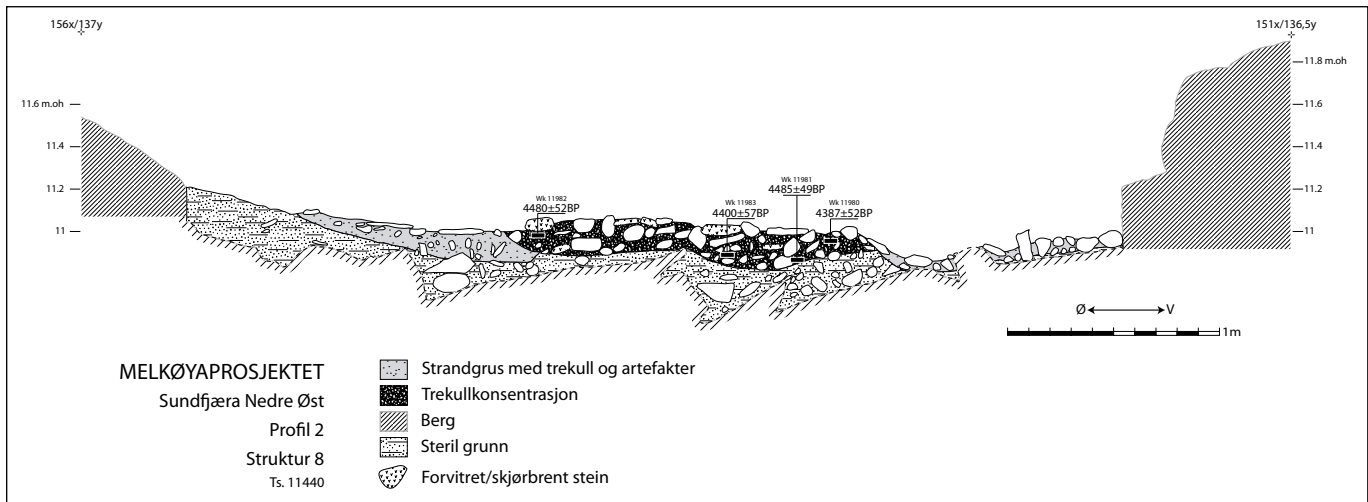 156x/137y
151x/136,5y
11.8 m.oh
11.6 m.oh
11.6
11.4
11.4
11.2
11.2
11
11
Wk 11982
4480±52BP
Wk 11983
4400±57BP
Wk 11981
4485±49BP
Wk 11980
4387±52BP
Ø V
1m
MELKØYAPROSJEKTET
Sundfjæra Nedre Øst
Profil 2
Struktur 8
Ts. 11440
Strandgrus med trekull og artefakter
Trekullkonsentrasjon
Berg
Steril grunn
Forvitret/skjørbrent stein